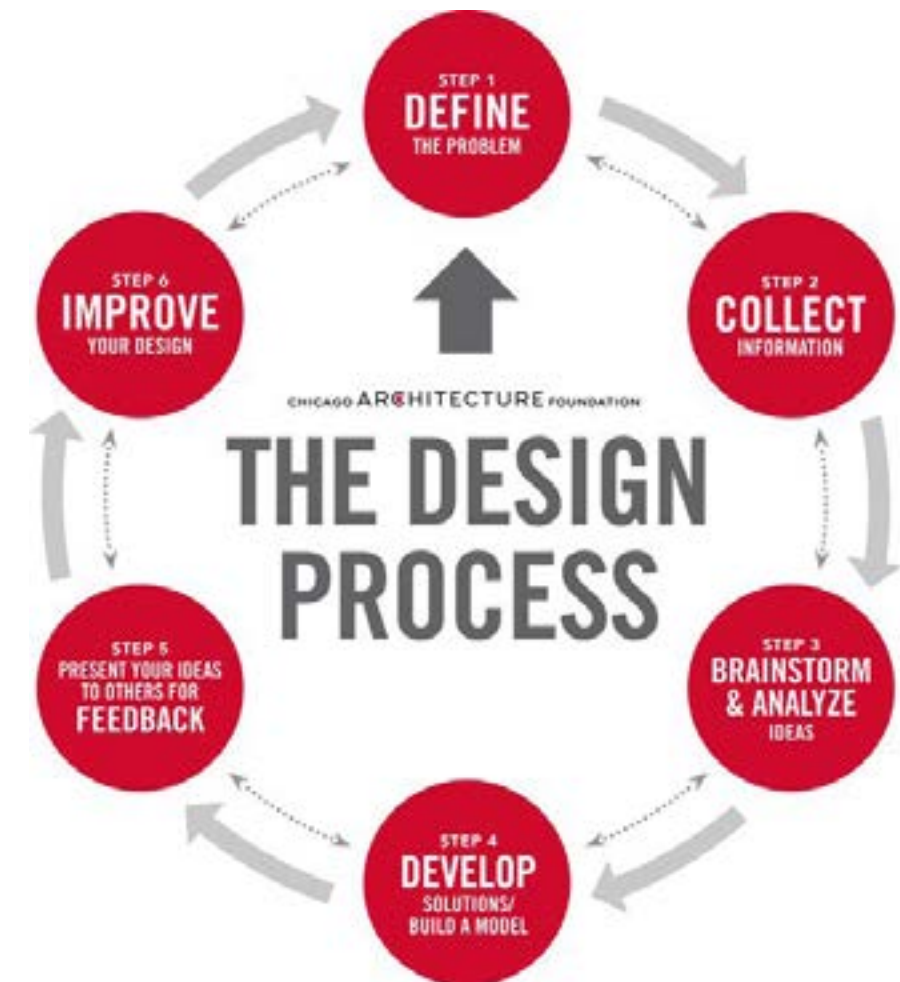 STEP 1
DEFINE
THE PROBLEM
STEP 2
COLLECT
INFORMATION
STEP 3
BRAINSTORM
& ANALYZE
IDEAS
STEP 4
DEVELOP
SOLUTIONS/
BUILD A MODEL
STEP 5
PRESENT YOUR IDEAS
TO OTHERS FOR
FEEDBACK
STEP 6
IMPROVE
YOUR DESIGN
CHICAGO ARCHITECTURE FOUNDATION
THE DESIGN
PROCESS